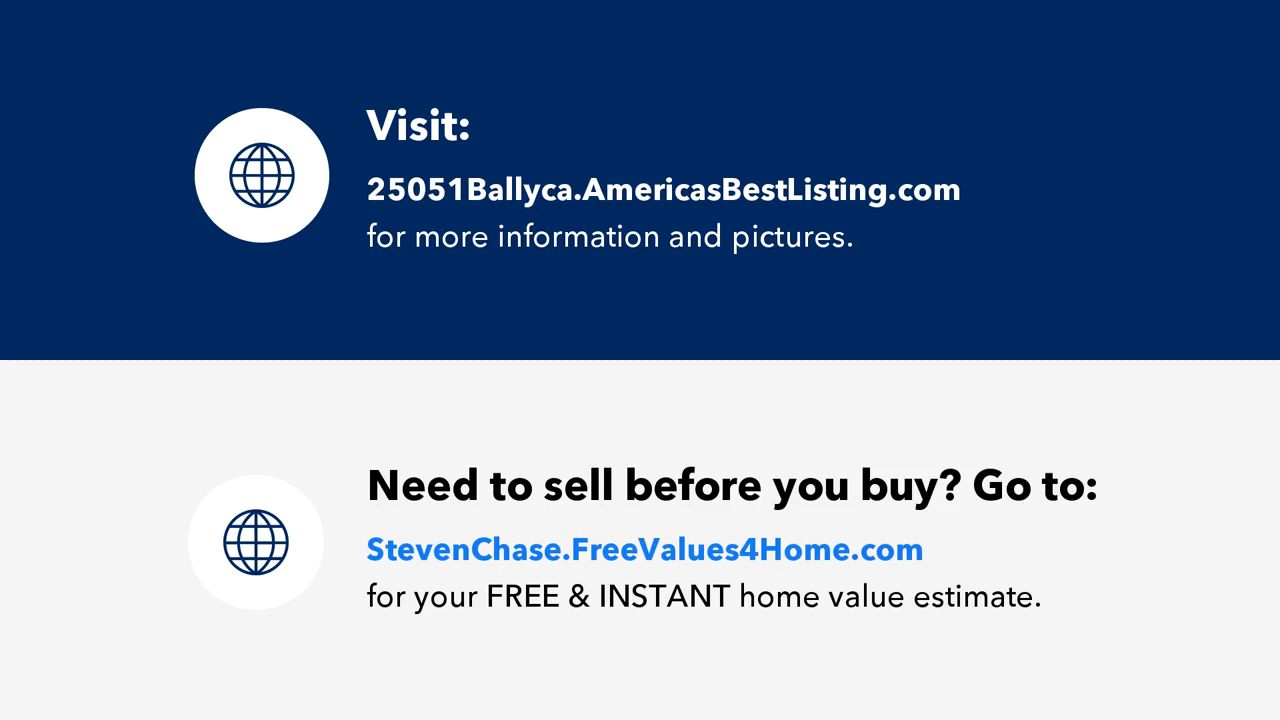 Visit:
25051Ballyca.AmericasBestListing.com
for more information and pictures.
Need to sell before you buy? Go to:
StevenChase.FreeValues4Home.com
for your FREE & INSTANT home value estimate.